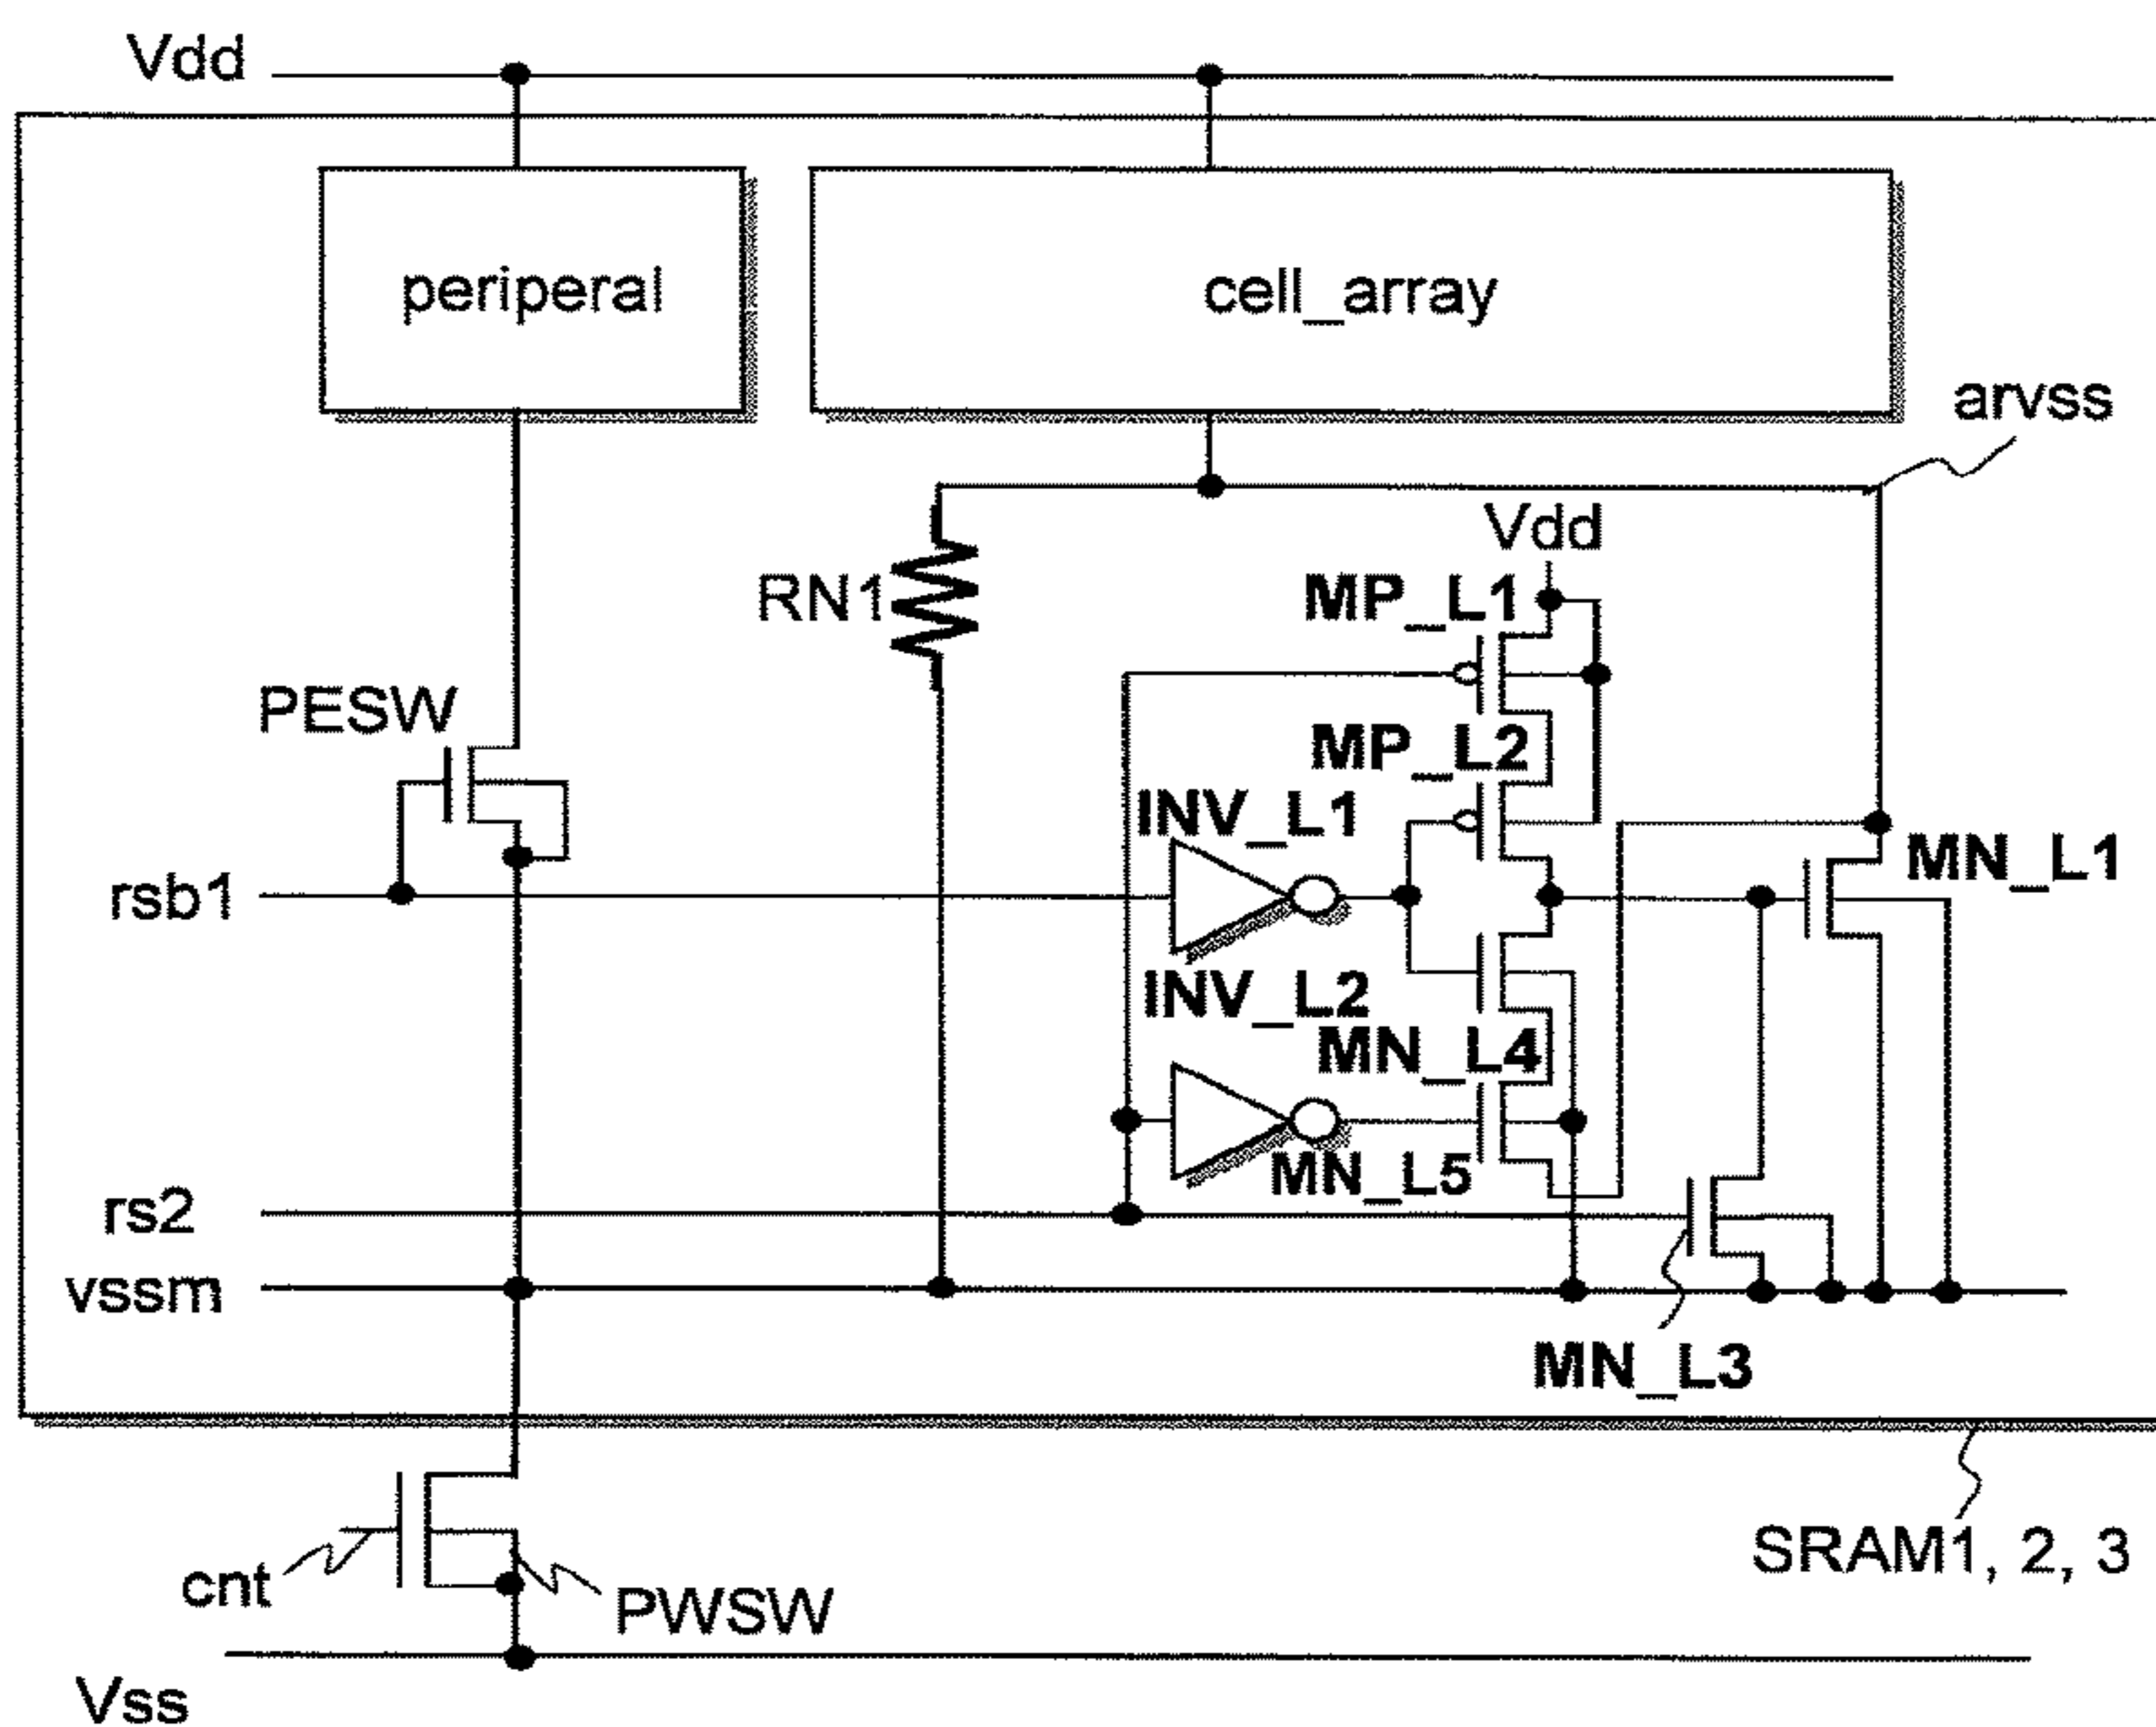 Vdd
periperal
cell_array
arvss
Vdd
RN1
MP_L1
PESW
MP_L2
INV_L1
MN_L1
rsb1
INV_L2
MN_L4
MN_L5
rs2
vssm
MN_L3
SRAM1, 2, 3
cnt
PWSW
Vss